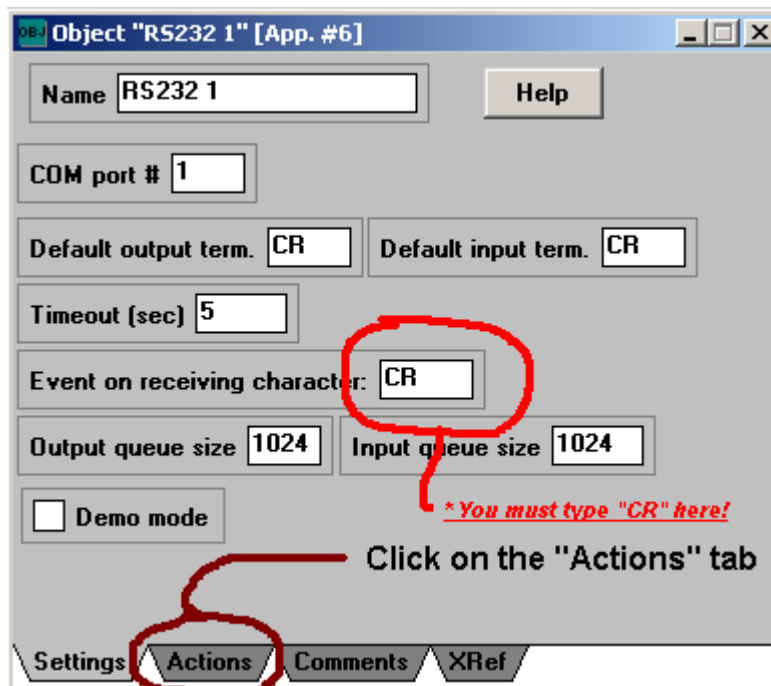 OBJ Object "RS232 1" [App. #6]
Name RS232 1 Help
COM port # 1
Default output term. CR Default input term. CR
Timeout (sec) 5
Event on receiving character: CR
Output queue size 1024 Input queue size 1024
* You must type "CR" here!
Demo mode
Click on the "Actions" tab
Settings Actions Comments XRef